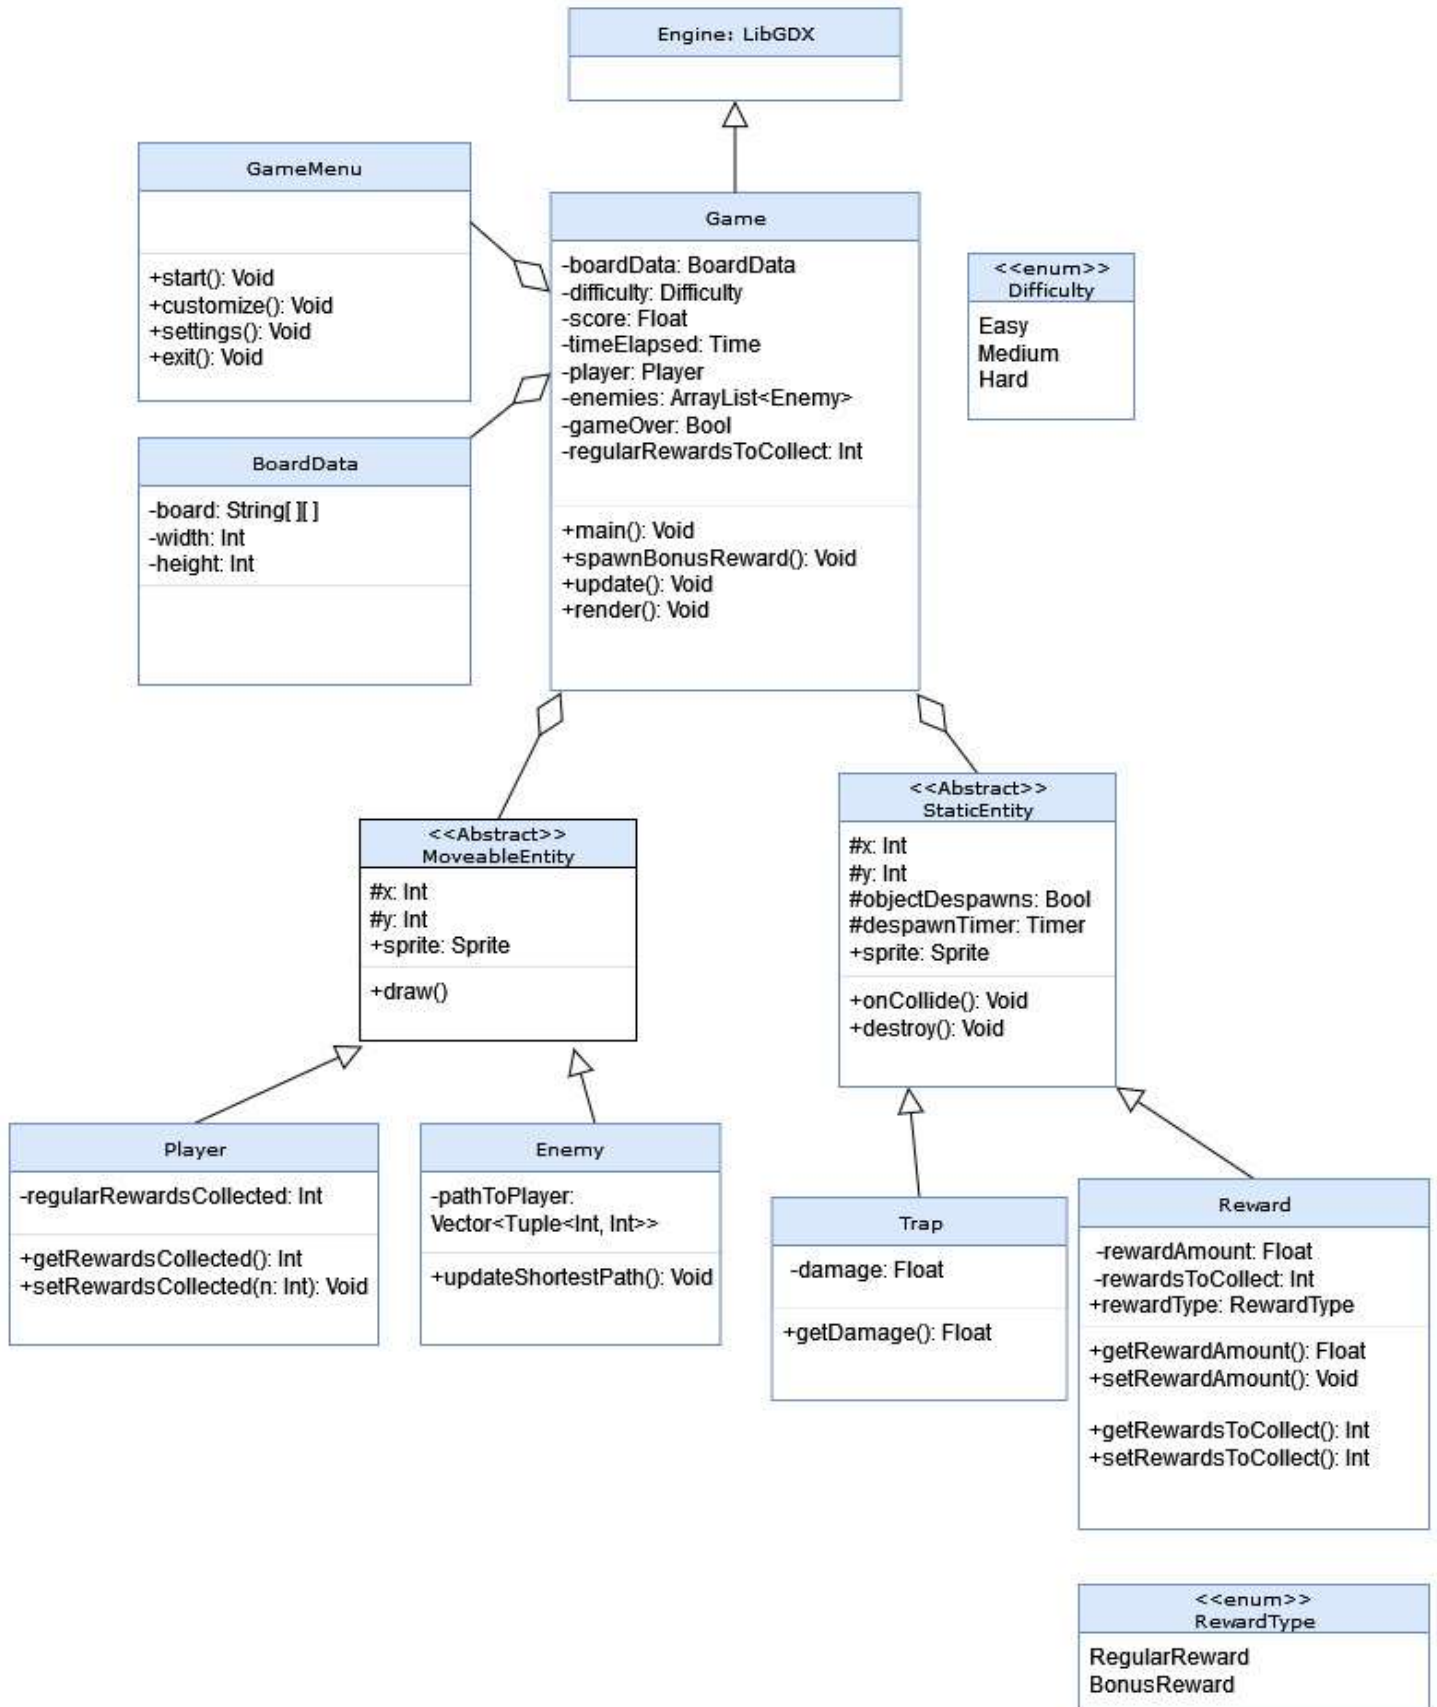 Engine: LibGDX
GameMenu
+start(): Void
+customize(): Void
+settings(): Void
+exit(): Void
Game
-boardData: BoardData
-difficulty: Difficulty
-score: Float
-timeElapsed: Time
-player: Player
-enemies: ArrayList<Enemy>
-gameOver: Bool
-regularRewardsToCollect: Int
+main(): Void
+spawnBonusReward(): Void
+update(): Void
+render(): Void
<<enum>>
Difficulty
Easy
Medium
Hard
BoardData
-board: String[ ][ ]
-width: Int
-height: Int
<<Abstract>>
MoveableEntity
#x: Int
#y: Int
+sprite: Sprite
+draw()
<<Abstract>>
StaticEntity
#x: Int
#y: Int
#objectDespawns: Bool
#despawnTimer: Timer
+sprite: Sprite
+onCollide(): Void
+destroy(): Void
Player
-regularRewardsCollected: Int
+getRewardsCollected(): Int
+setRewardsCollected(n: Int): Void
Enemy
-pathToPlayer:
Vector<Tuple<Int, Int>>
+updateShortestPath(): Void
Trap
-damage: Float
+getDamage(): Float
Reward
-rewardAmount: Float
-rewardsToCollect: Int
+rewardType: RewardType
+getRewardAmount(): Float
+setRewardAmount(): Void
+getRewardsToCollect(): Int
+setRewardsToCollect(): Int
<<enum>>
RewardType
RegularReward
BonusReward